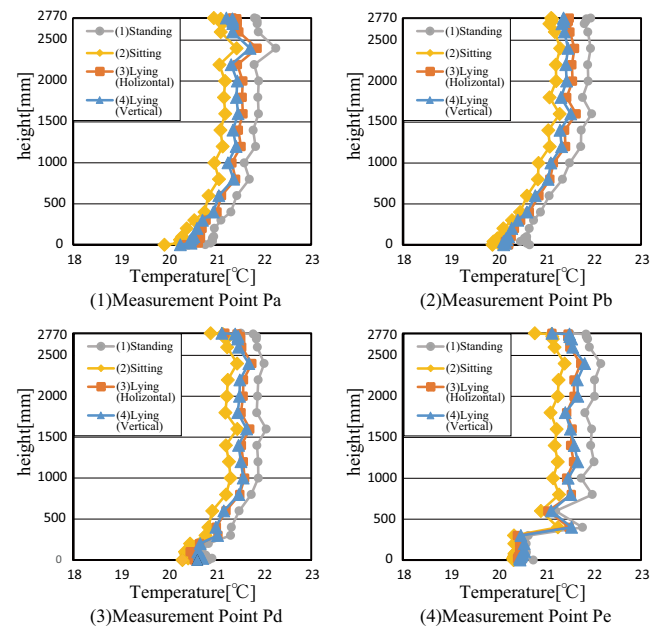 2770
2500
2000
1500
1000
500
0
height[mm]
(1)Standing
(2)Sitting
(3)Lying
(Holizontal)
(4)Lying
(Vertical)
18 19 20 21 22 23
Temperature[℃]
(1)Measurement Point Pa
2770
2500
2000
1500
1000
500
0
height[mm]
(1)Standing
(2)Sitting
(3)Lying
(Holizontal)
(4)Lying
(Vertical)
18 19 20 21 22 23
Temperature[℃]
(2)Measurement Point Pb
2770
2500
2000
1500
1000
500
0
height[mm]
(1)Standing
(2)Sitting
(3)Lying
(Holizontal)
(4)Lying
(Vertical)
18 19 20 21 22 23
Temperature[℃]
(3)Measurement Point Pd
2770
2500
2000
1500
1000
500
0
height[mm]
(1)Standing
(2)Sitting
(3)Lying
(Holizontal)
(4)Lying
(Vertical)
18 19 20 21 22 23
Temperature[℃]
(4)Measurement Point Pe